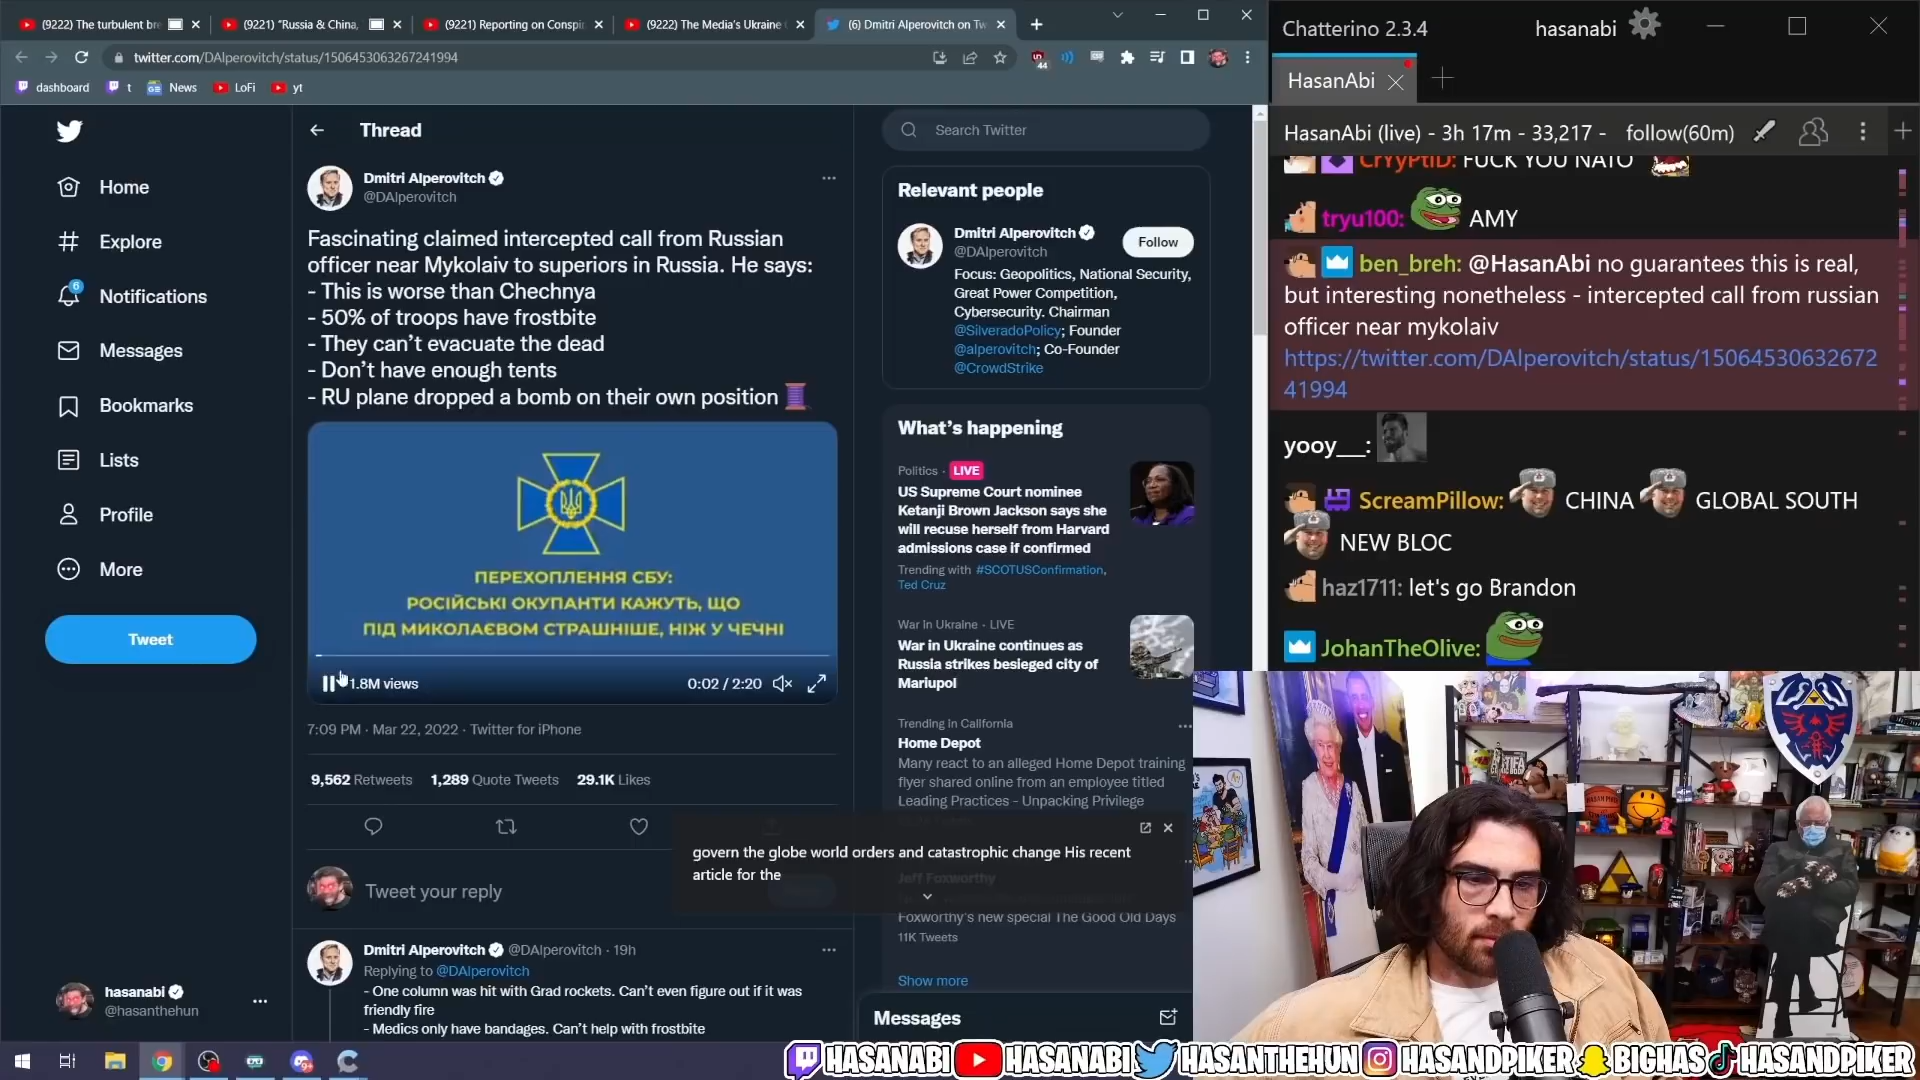 (9222) The turbulent bre
(9221) "Russia & China,
(9221) Reporting on Conspir
(9222) The Media's Ukraine
(6) Dmitri Alperovitch on Tw
twitter.com/DAlperovitch/status/1506453063267241994
44
dashboard
t
News
LoFi
yt
Home
Explore
6
Notifications
Messages
Bookmarks
Lists
Profile
More
Tweet
hasanabi
@hasanthehun
Thread
Dmitri Alperovitch
@DAlperovitch
Fascinating claimed intercepted call from Russian
officer near Mykolaiv to superiors in Russia. He says:
- This is worse than Chechnya
- 50% of troops have frostbite
- They can't evacuate the dead
- Don't have enough tents
- RU plane dropped a bomb on their own position
ПЕРЕХОПЛЕННЯ СБУ:
РОСІЙСЬКІ ОКУПАНТИ КАЖУТЬ, ЩО
ПІД МИКОЛАЄВОМ СТРАШНІШЕ, НІЖ У ЧЕЧНІ
1.8M views
0:02 / 2:20
7:09 PM · Mar 22, 2022 · Twitter for iPhone
9,562 Retweets 1,289 Quote Tweets 29.1K Likes
Tweet your reply
Dmitri Alperovitch @DAlperovitch · 19h
Replying to @DAlperovitch
- One column was hit with Grad rockets. Can't even figure out if it was
friendly fire
- Medics only have bandages. Can't help with frostbite
Search Twitter
Relevant people
Dmitri Alperovitch
@DAlperovitch
Follow
Focus: Geopolitics, National Security,
Great Power Competition,
Cybersecurity. Chairman
@SilveradoPolicy; Founder
@alperovitch; Co-Founder
@CrowdStrike
What's happening
Politics · LIVE
US Supreme Court nominee
Ketanji Brown Jackson says she
will recuse herself from Harvard
admissions case if confirmed
Trending with #SCOTUSConfirmation,
Ted Cruz
War in Ukraine · LIVE
War in Ukraine continues as
Russia strikes besieged city of
Mariupol
Trending in California
Home Depot
Many react to an alleged Home Depot training
flyer shared online from an employee titled
Leading Practices - Unpacking Privilege
govern the globe world orders and catastrophic change His recent
article for the
Jeff Foxworthy
Foxworthy's new special The Good Old Days
11K Tweets
Show more
Messages
Chatterino 2.3.4
hasanabi
HasanAbi
HasanAbi (live) - 3h 17m - 33,217 - follow(60m)
CrYyPtiD: FUCK YOU NATO
tryu100: AMY
ben_breh: @HasanAbi no guarantees this is real,
but interesting nonetheless - intercepted call from russian
officer near mykolaiv
https://twitter.com/DAlperovitch/status/15064530632672
41994
yooy___:
ScreamPillow: CHINA GLOBAL SOUTH
NEW BLOC
haz1711: let's go Brandon
JohanTheOlive:
HASANABI HASANABI HASANTHEHUN HASANDPIKER BIGHAS HASANDPIKER